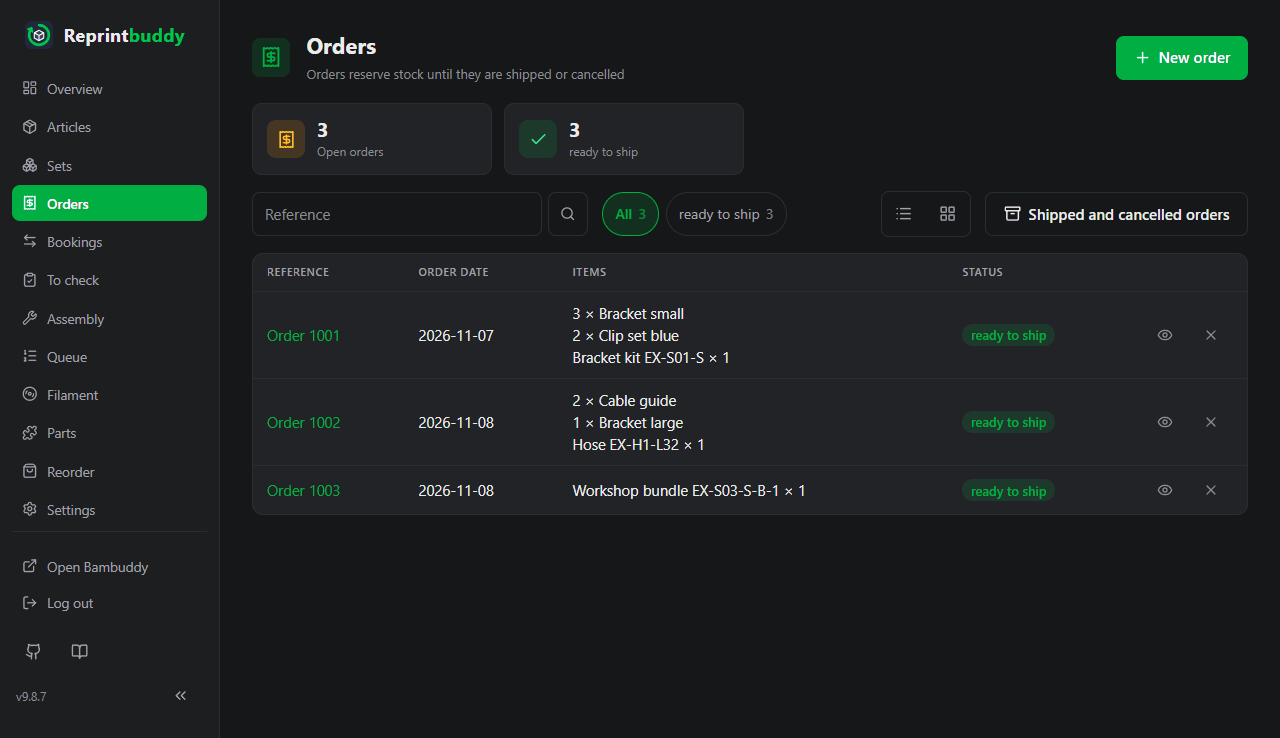 Reprintbuddy
Overview
Articles
Sets
Orders
Bookings
To check
Assembly
Queue
Filament
Parts
Reorder
Settings
Open Bambuddy
Log out
v9.8.7
Orders
Orders reserve stock until they are shipped or cancelled
New order
3
Open orders
3
ready to ship
Reference
All 3
ready to ship 3
Shipped and cancelled orders
REFERENCE ORDER DATE ITEMS STATUS
Order 1001 2026-11-07 3 × Bracket small ready to ship
2 × Clip set blue
Bracket kit EX-S01-S × 1
Order 1002 2026-11-08 2 × Cable guide ready to ship
1 × Bracket large
Hose EX-H1-L32 × 1
Order 1003 2026-11-08 Workshop bundle EX-S03-S-B-1 × 1 ready to ship